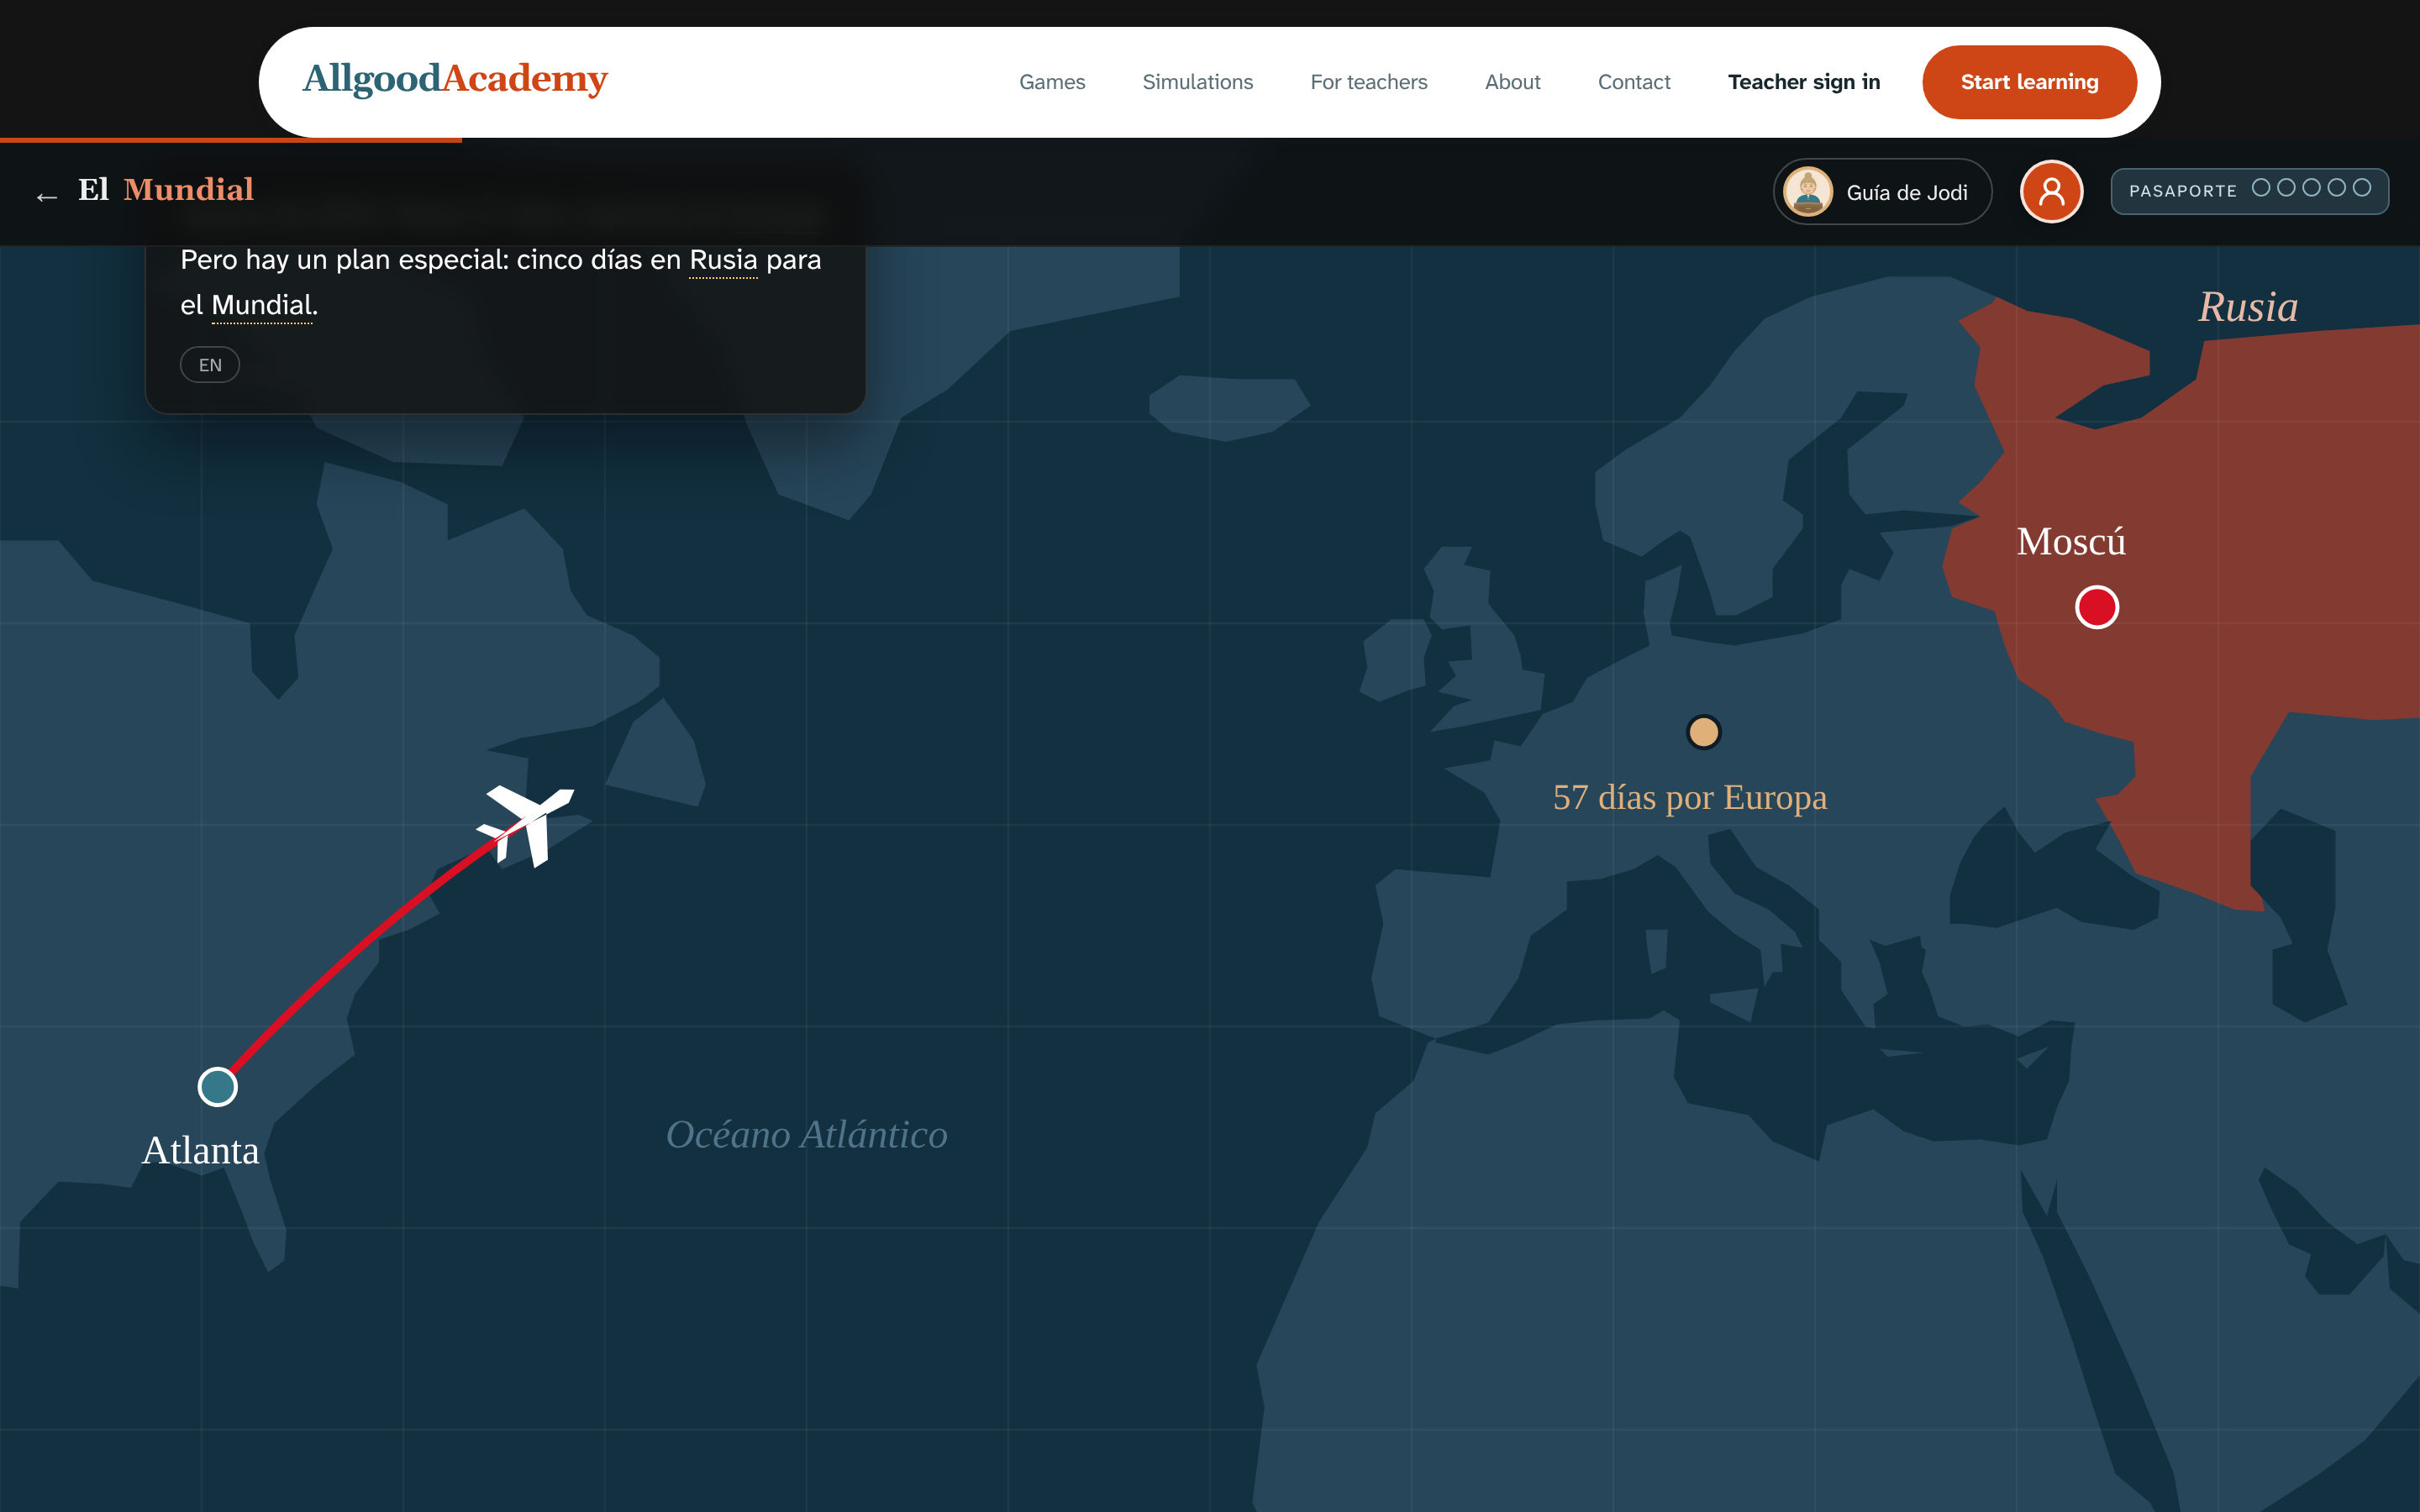 AllgoodAcademy
Games Simulations For teachers About Contact Teacher sign in Start learning
← El Mundial
Guía de Jodi
PASAPORTE
Pero hay un plan especial: cinco días en Rusia para
el Mundial.
EN
Rusia
Moscú
57 días por Europa
Atlanta
Océano Atlántico